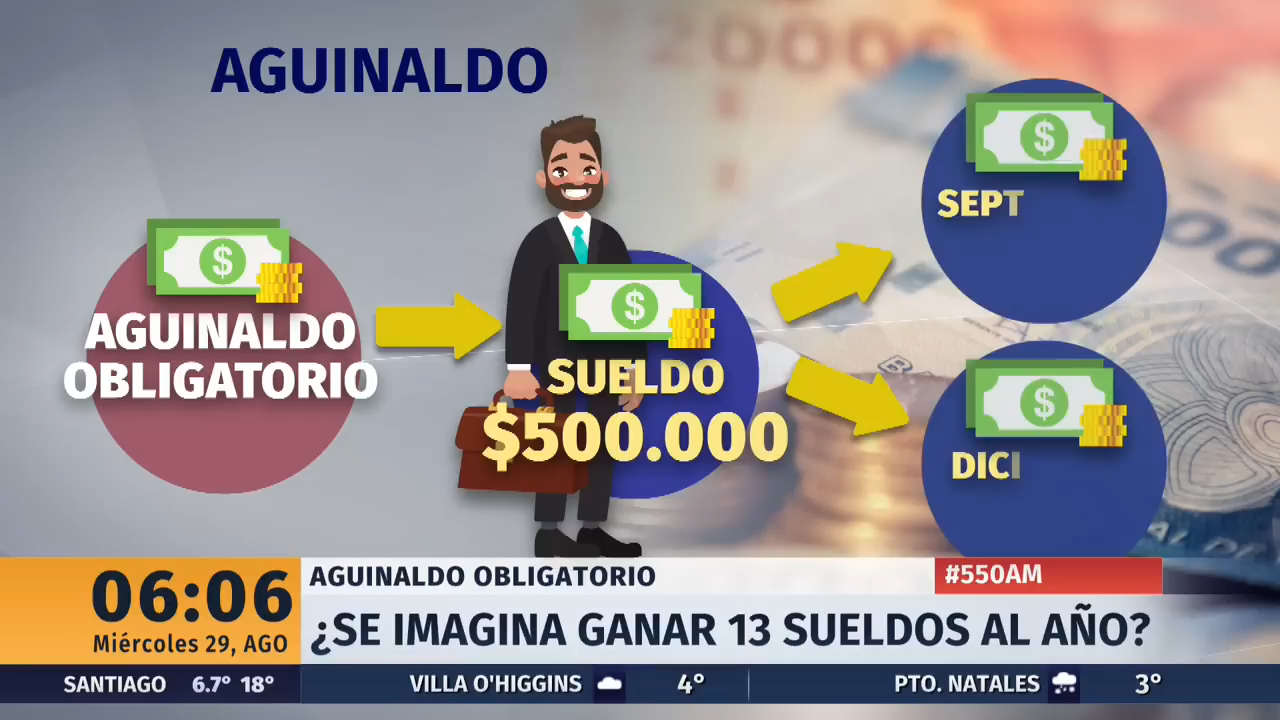 AGUINALDO
AGUINALDO
OBLIGATORIO
SUELDO
$500.000
SEPT
DICI
06:06
Miércoles 29, AGO
AGUINALDO OBLIGATORIO
#550AM
¿SE IMAGINA GANAR 13 SUELDOS AL AÑO?
SANTIAGO 6.7° 18° VILLA O'HIGGINS 4° PTO. NATALES 3°